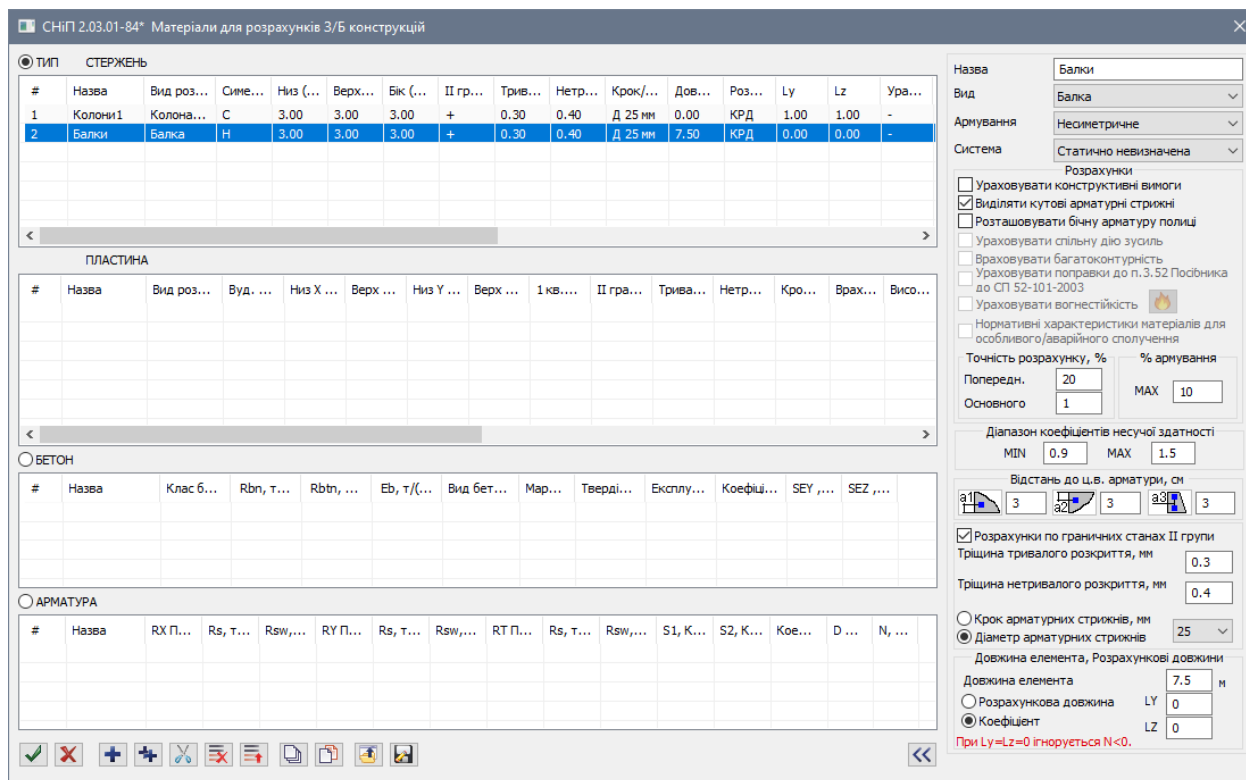 СНiП 2.03.01-84* Матеріали для розрахунків З/Б конструкцій
ТИП СТЕРЖЕНЬ
# Назва Вид роз... Симе... Низ (... Верх... Бік (... II гр... Трив... Нетр... Крок/... Дов... Роз... Ly Lz Ура...
1 Колони1 Колона... С 3.00 3.00 3.00 + 0.30 0.40 Д 25 мм 0.00 КРД 1.00 1.00 -
2 Балки Балка Н 3.00 3.00 3.00 + 0.30 0.40 Д 25 мм 7.50 КРД 0.00 0.00 -
ПЛАСТИНА
# Назва Вид роз... Вуд. ... Низ X ... Верх ... Низ Y ... Верх ... 1 кв.... II гра... Трива... Нетр... Кро... Врах... Висо...
БЕТОН
# Назва Клас б... Rbn, т... Rbtn, ... Eb, т/(... Вид бет... Мар... Тверді... Експлу... Коефіці... SEY ,... SEZ ,...
АРМАТУРА
# Назва RX П... Rs, т... Rsw,... RY П... Rs, т... Rsw,... RT П... Rs, т... Rsw,... S1, К... S2, К... Кое... D ... N, ...
Назва Балки
Вид Балка
Армування Несиметричне
Система Статично невизначена
Розрахунки
Ураховувати конструктивні вимоги
Виділяти кутові арматурні стрижні
Розташовувати бічну арматуру полиці
Ураховувати спільну дію зусиль
Враховувати багатоконтурність
Ураховувати поправки до п.3.52 Посібника
до СП 52-101-2003
Ураховувати вогнестійкість
Нормативні характеристики матеріалів для
особливого/аварійного сполучення
Точність розрахунку, % % армування
Попередн. 20
MAX 10
Основного 1
Діапазон коефіцієнтів несучої здатності
MIN 0.9 MAX 1.5
Відстань до ц.в. арматури, см
a1 3 a2 3 a3 3
Розрахунки по граничних станах II групи
Тріщина тривалого розкриття, мм 0.3
Тріщина нетривалого розкриття, мм 0.4
Крок арматурних стрижнів, мм
Діаметр арматурних стрижнів 25
Довжина елемента, Розрахункові довжини
Довжина елемента 7.5 м
Розрахункова довжина LY 0
Коефіцієнт LZ 0
При Ly=Lz=0 ігнорується N<0.